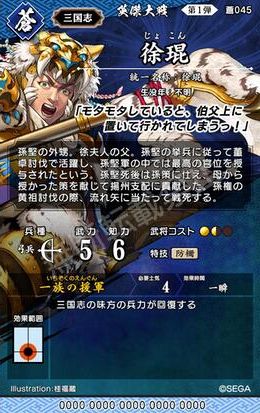 蒼
三国志
英傑大戦
第1弾
蒼045
じょ こん
徐琨
統一名称：徐琨
生没年：不明
「モタモタしていると、伯父上に
置いて行かれてしまうっ！」
孫堅の外甥。徐夫人の父。孫堅の挙兵に従って董
卓討伐で活躍し、孫堅軍の中では最高の官位を授
与されたという。孫堅死後は孫策に仕え、母から
授かった策を献じて揚州支配に貢献した。孫権の
黄祖討伐の際、流れ矢に当たって戦死する。
兵種
武力
知力
武将コスト
弓兵
5
6
特技
防柵
いちぞくのえんぐん
一族の援軍
必要士気
4
効果時間
一瞬
三国志の味方の兵力が回復する
効果範囲
Illustration:桂福蔵
©SEGA
0000-0000-0000-0000-0000